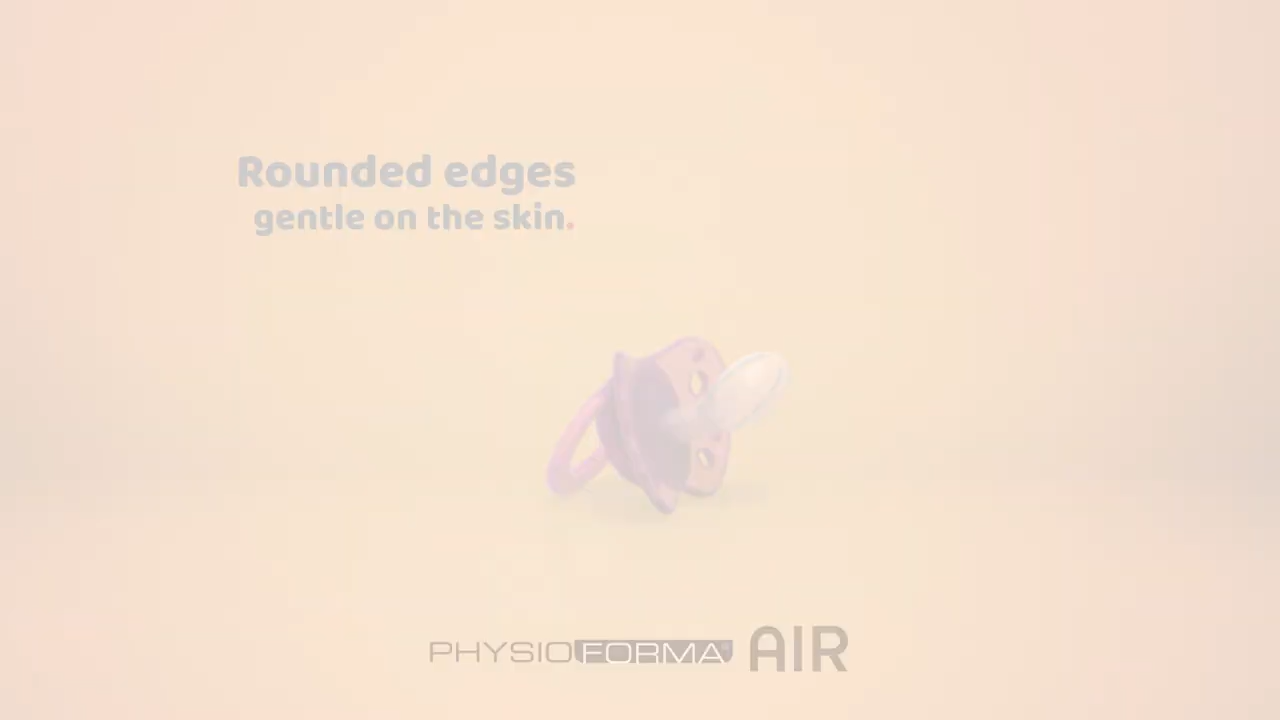 Rounded edges
gentle on the skin.
PHYSIOFORMA AIR